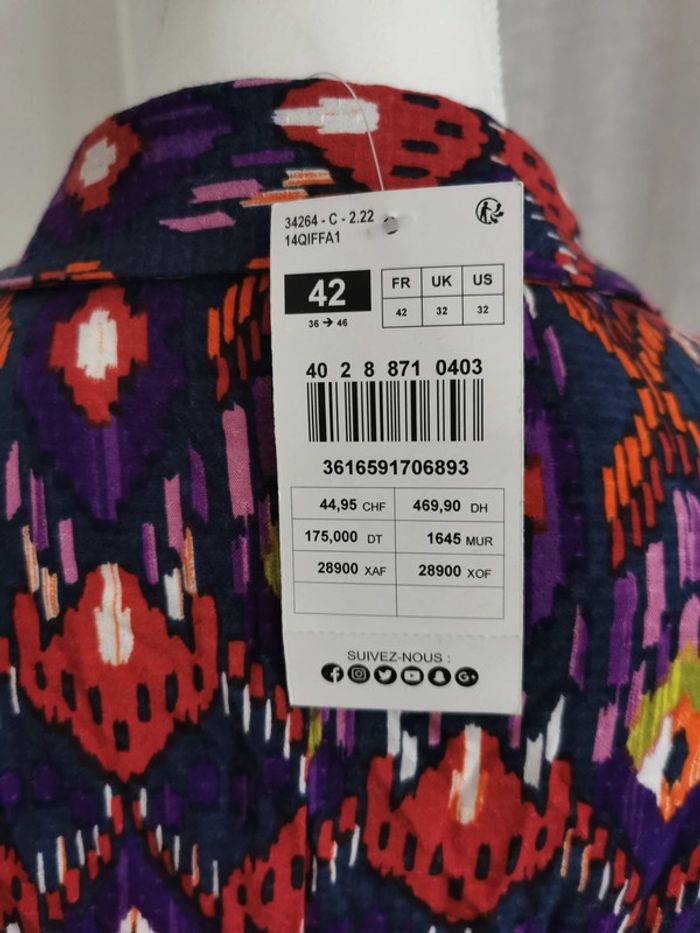 34264 - C - 2.22
14QIFFA1
42
36 → 46
FR UK US
42 32 32
40 2 8 871 0403
3616591706893
44,95 CHF 469,90 DH
175,000 DT 1645 MUR
28900 XAF 28900 XOF
SUIVEZ-NOUS :